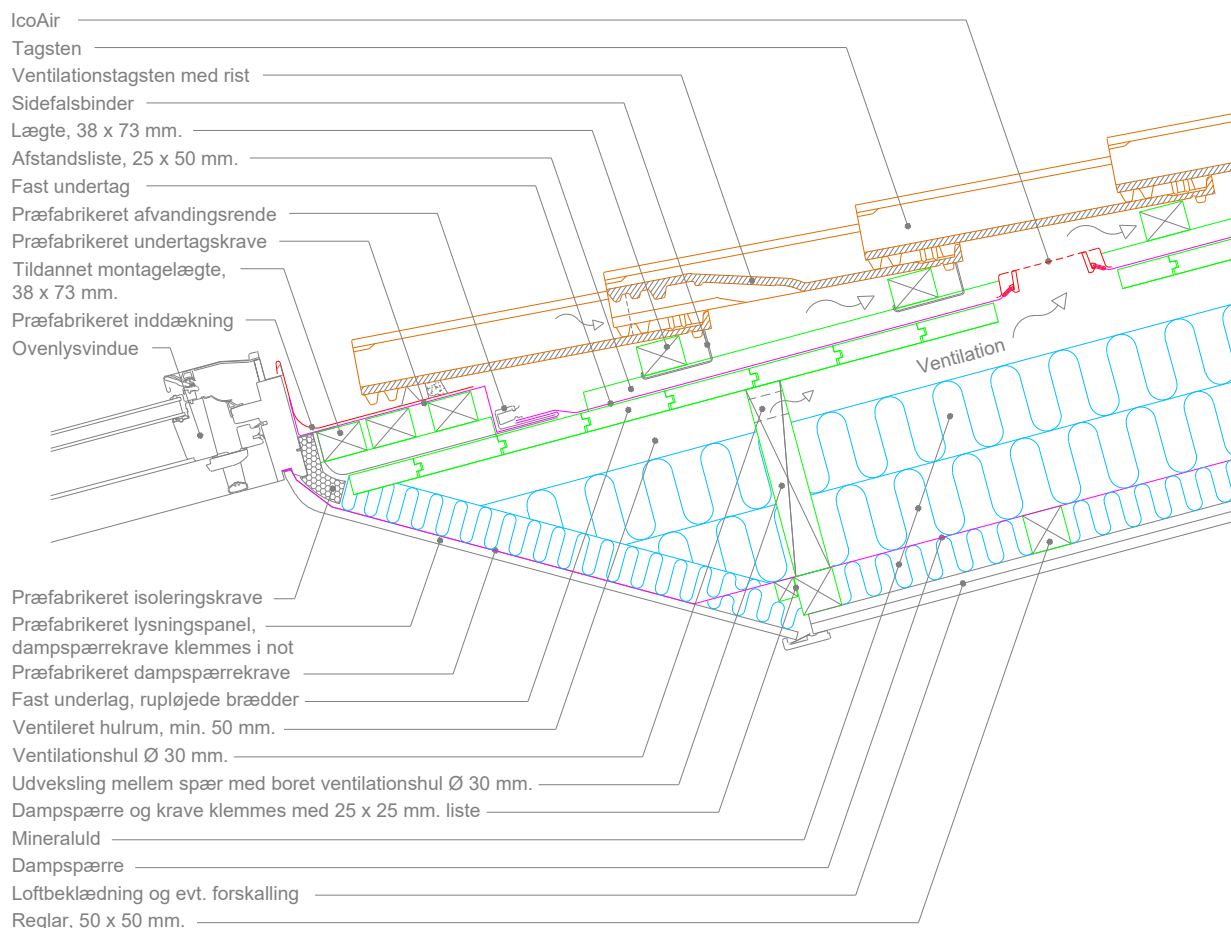 IcoAir
Tagsten
Ventilationstagsten med rist
Sidefalsbinder
Lægte, 38 x 73 mm.
Afstandsliste, 25 x 50 mm.
Fast undertag
Præfabrikeret afvandingsrende
Præfabrikeret undertagskrave
Tildannet montagelægte,
38 x 73 mm.
Præfabrikeret inddækning
Ovenlysvindue
Ventilation
Præfabrikeret isoleringskrave
Præfabrikeret lysningspanel,
dampspærrekrave klemmes i not
Præfabrikeret dampspærrekrave
Fast underlag, rupløjede brædder
Ventileret hulrum, min. 50 mm.
Ventilationshul Ø 30 mm.
Udveksling mellem spær med boret ventilationshul Ø 30 mm.
Dampspærre og krave klemmes med 25 x 25 mm. liste
Mineraluld
Dampspærre
Loftbeklædning og evt. forskalling
Reglar, 50 x 50 mm.